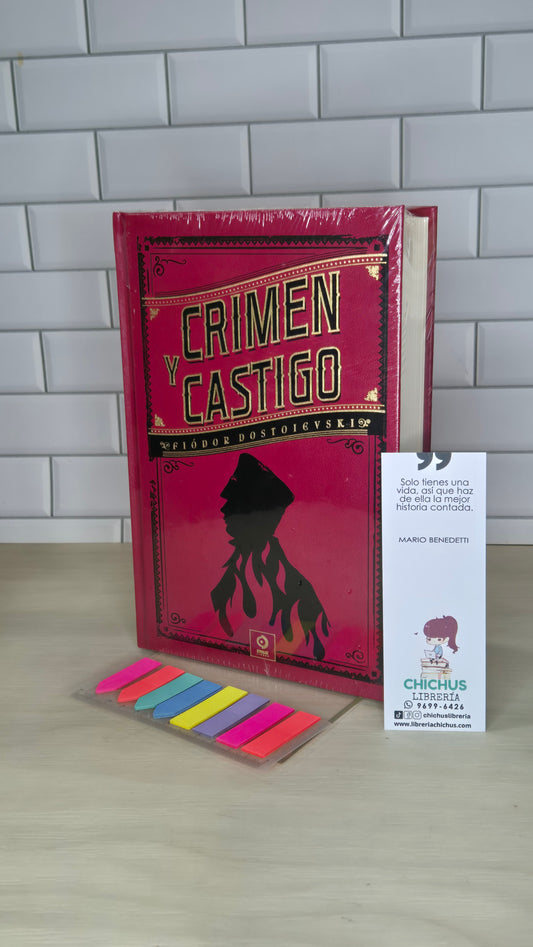 CRIMEN
Y CASTIGO
FIÓDOR DOSTOIEVSKI
”
Solo tienes una
vida, así que haz
de ella la mejor
historia contada.
MARIO BENEDETTI
CHICHUS
LIBRERÍA
9699-6426
chichuslibreria
www.libreriachichus.com